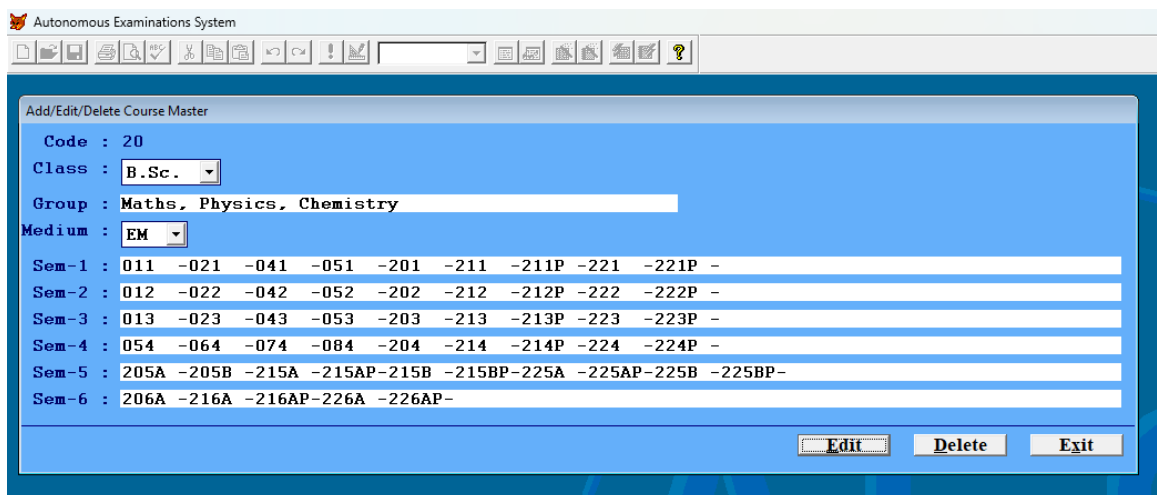 Autonomous Examinations System
Add/Edit/Delete Course Master
Code : 20
Class : B.Sc.
Group : Maths, Physics, Chemistry
Medium : EM
Sem-1 : 011  -021  -041  -051  -201  -211  -211P -221  -221P -
Sem-2 : 012  -022  -042  -052  -202  -212  -212P -222  -222P -
Sem-3 : 013  -023  -043  -053  -203  -213  -213P -223  -223P -
Sem-4 : 054  -064  -074  -084  -204  -214  -214P -224  -224P -
Sem-5 : 205A -205B -215A -215AP-215B -215BP-225A -225AP-225B -225BP-
Sem-6 : 206A -216A -216AP-226A -226AP-
Edit Delete Exit